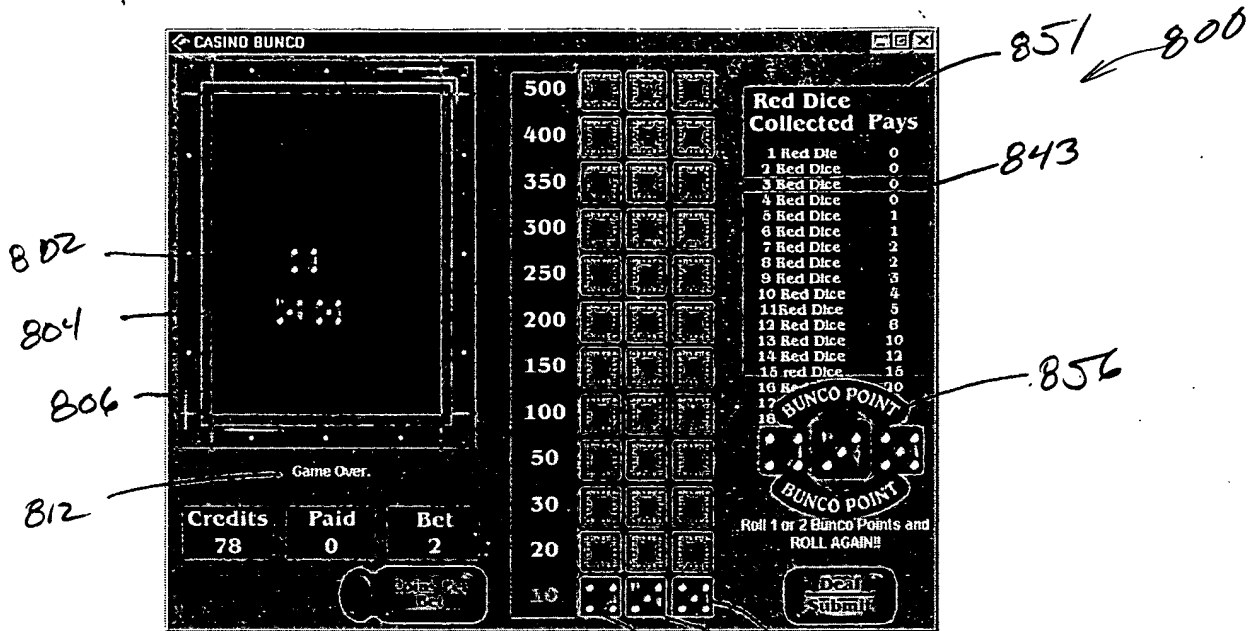 CASINO BUNCO
851
800
843
802
804
806
812
856
500
400
350
300
250
200
150
100
50
30
20
10
Red Dice
Collected Pays
1 Red Die 0
2 Red Dice 0
3 Red Dice 0
4 Red Dice 0
5 Red Dice 1
6 Red Dice 1
7 Red Dice 2
8 Red Dice 2
9 Red Dice 3
10 Red Dice 4
11Red Dice 5
12 Red Dice 8
13 Red Dice 10
14 Red Dice 12
15 red Dice 15
16 20
17
18
BUNCO POINT
BUNCO POINT
Roll 1 or 2 Bunco Points and
ROLL AGAIN!!
Game Over.
Credits Paid Bet
78 0 2
Bet
Deal
Submit